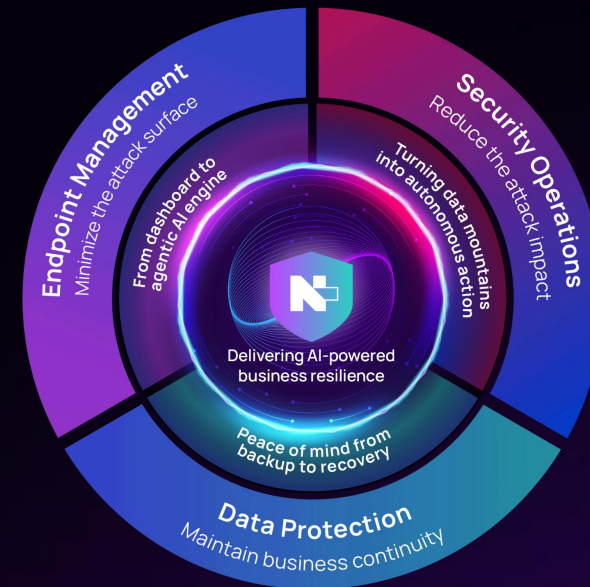 Endpoint Management
Minimize the attack surface
Security Operations
Reduce the attack impact
From dashboard to
agentic AI engine
Turning data mountains
into autonomous action
N
Delivering AI-powered
business resilience
Peace of mind from
backup to recovery
Data Protection
Maintain business continuity